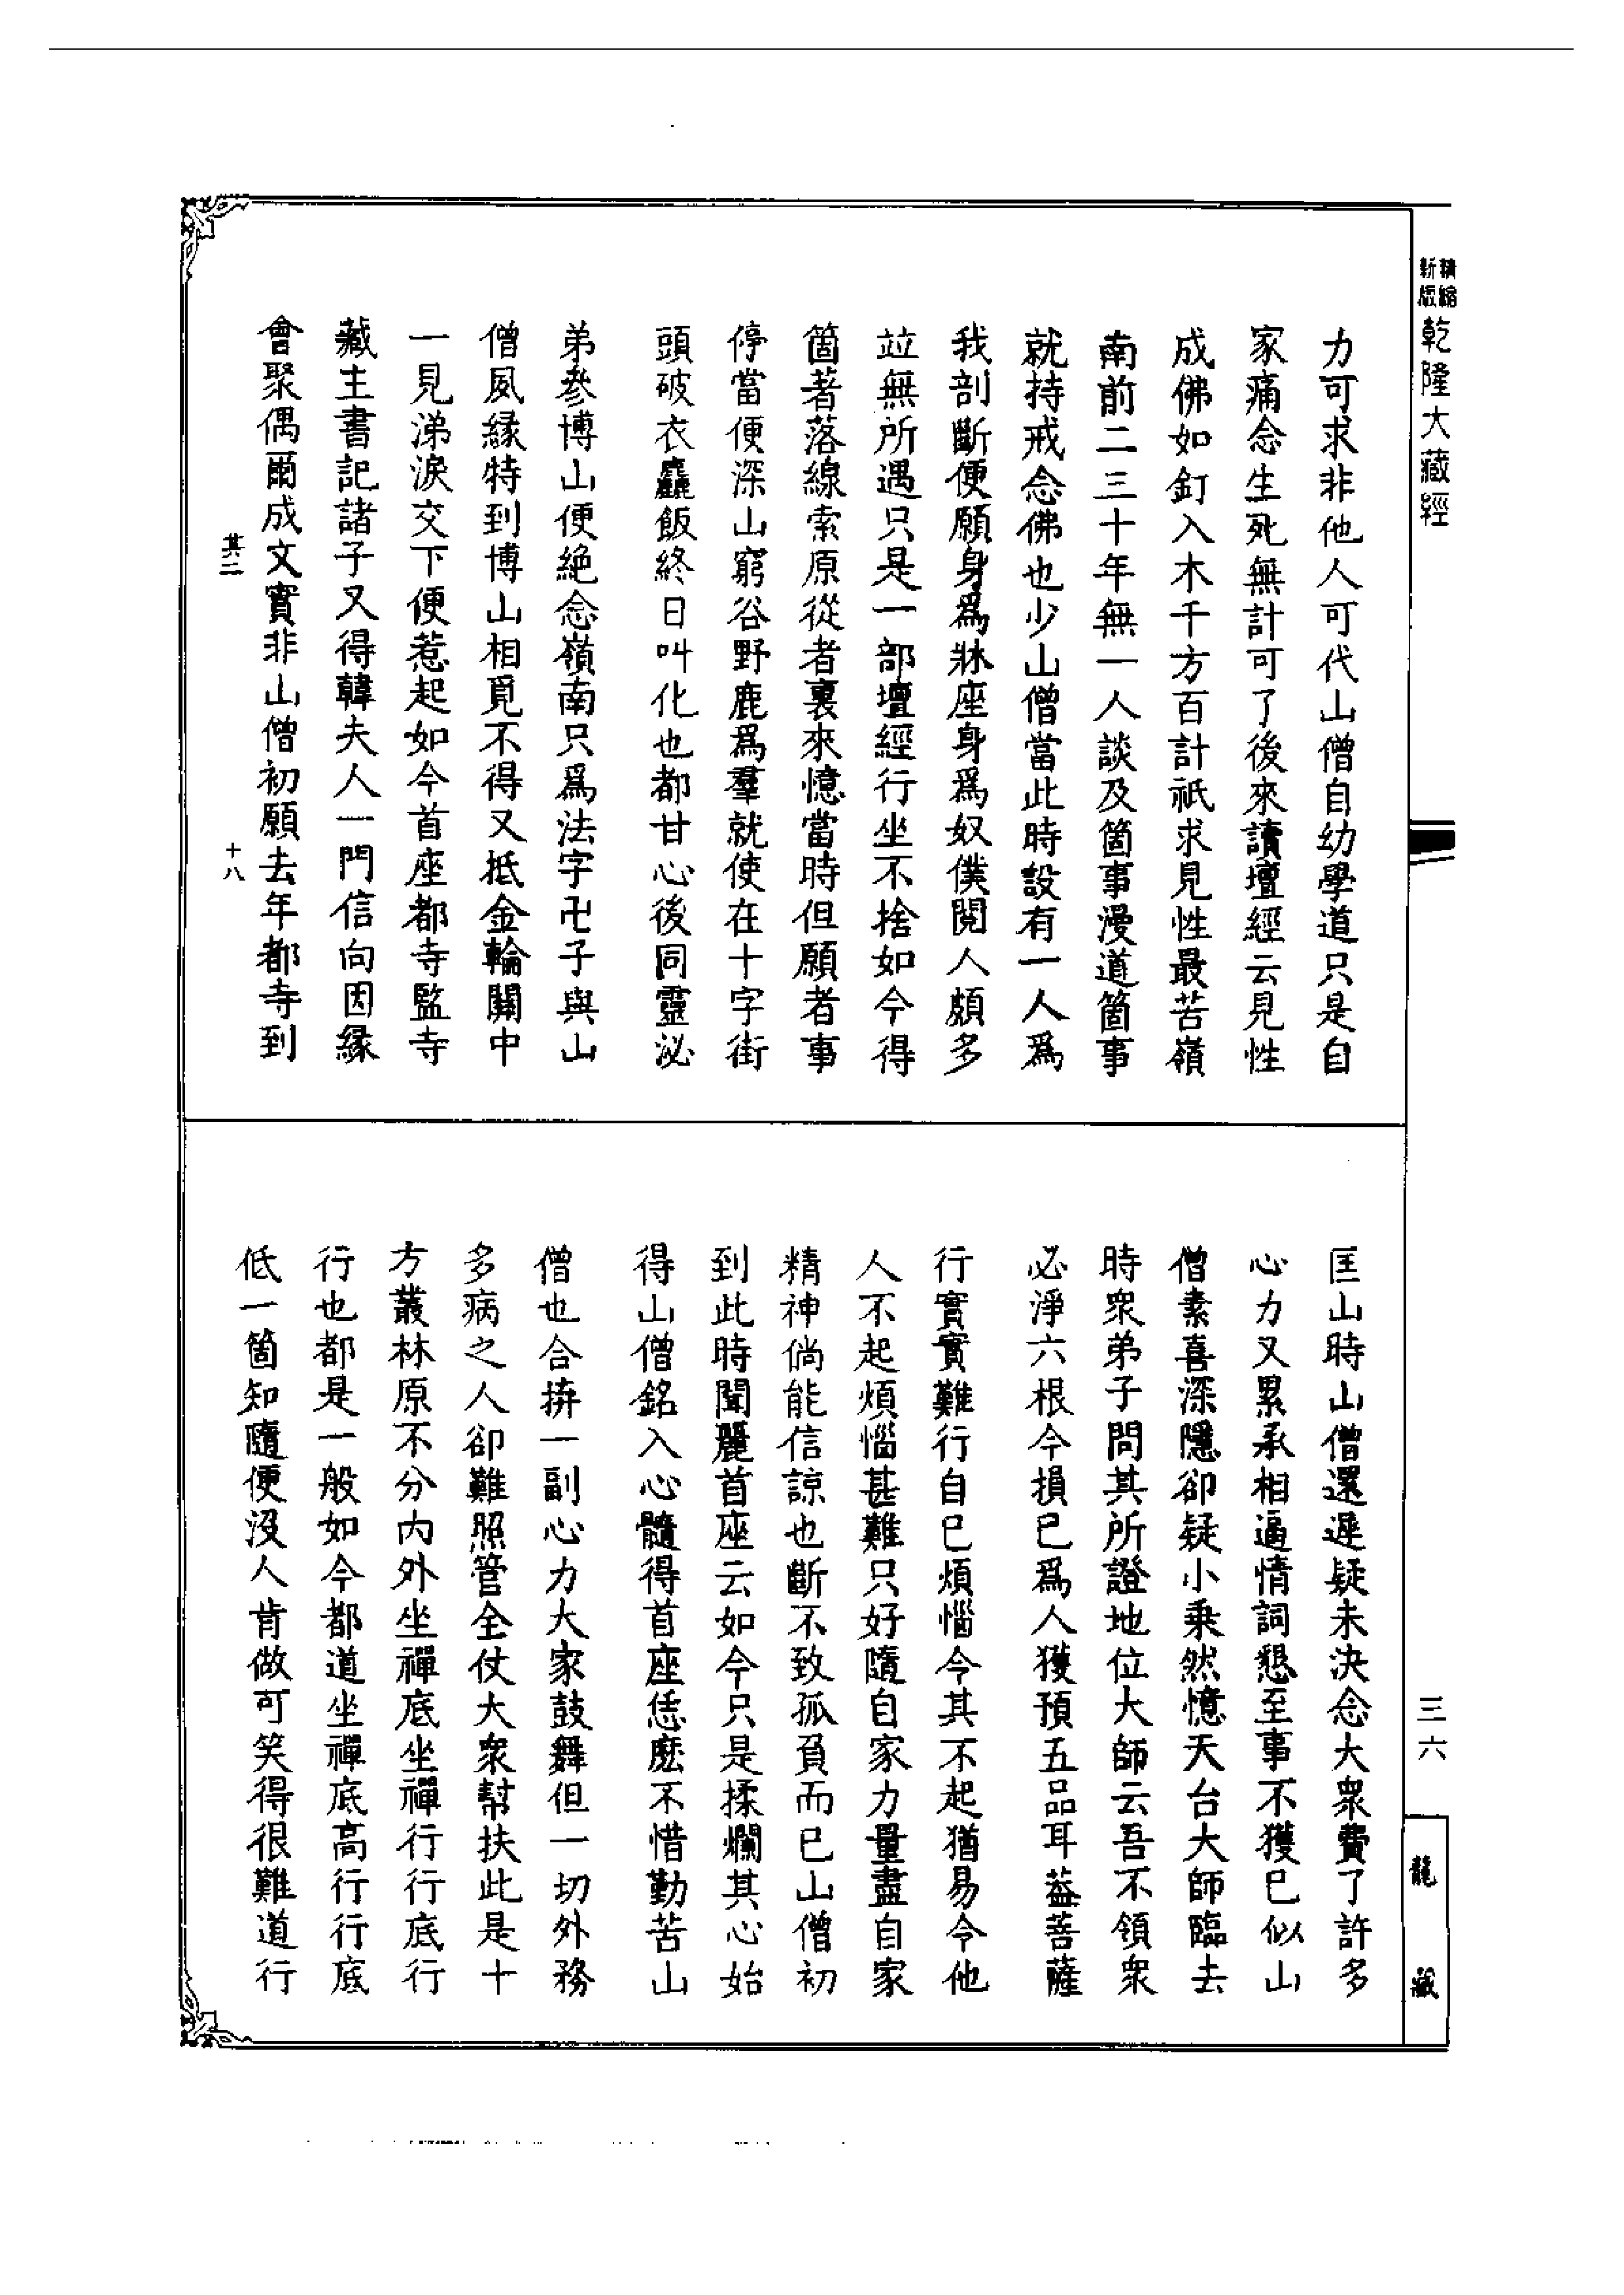 精縮新版乾隆大藏經
三六
龍藏
力可求非他人可代山僧自幼學道只是自
家痛念生死無計可了後來讀壇經云見性
成佛如釘入木千方百計祇求見性最苦嶺
南前二三十年無一人談及箇事漫道箇事
就持戒念佛也少山僧當此時設有一人爲
我剖斷便願身爲牀座身爲奴僕閱人頗多
竝無所遇只是一部壇經行坐不捨如今得
箇著落線索原從者裏來憶當時但願者事
停當便深山窮谷野鹿爲羣就使在十字街
頭破衣麤飯終日叫化也都甘心後同靈泌
弟參博山便絕念嶺南只爲法字卍子與山
僧夙緣特到博山相覓不得又抵金輪關中
一見涕淚交下便惹起如今首座都寺監寺
藏主書記諸子又得韓夫人一門信向因緣
會聚偶爾成文實非山僧初願去年都寺到
其三
十八
匡山時山僧還遲疑未決念大衆費了許多
心力又累承相逼情詞懇至事不獲已似山
僧素喜深隱卻疑小乘然憶天台大師臨去
時衆弟子問其所證地位大師云吾不領衆
必淨六根今損己爲人獲預五品耳葢菩薩
行實實難行自己煩惱令其不起猶易令他
人不起煩惱甚難只好隨自家力量盡自家
精神倘能信諒也斷不致孤負而已山僧初
到此時聞麗首座云如今只是揉爛其心始
得山僧銘入心髓得首座恁麽不惜勤苦山
僧也合拚一副心力大家鼓舞但一切外務
多病之人卻難照管全仗大衆幫扶此是十
方叢林原不分內外坐禪底坐禪行行底行
行也都是一般如今都道坐禪底高行行底
低一箇知隨便沒人肯做可笑得很難道行